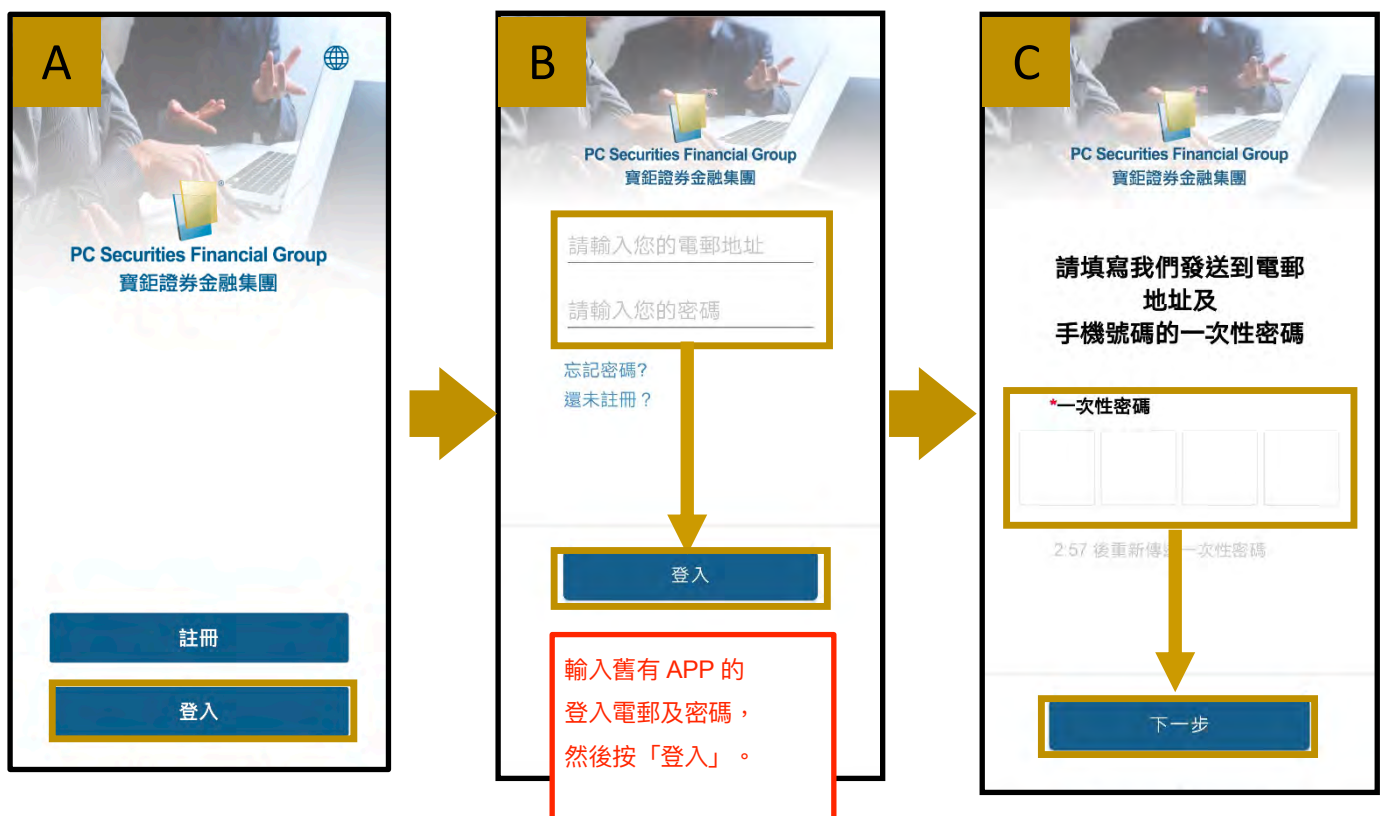 A
PC Securities Financial Group
寶鉅證券金融集團
註冊
登入
B
PC Securities Financial Group
寶鉅證券金融集團
請輸入您的電郵地址
請輸入您的密碼
忘記密碼?
還未註冊？
登入
輸入舊有 APP 的
登入電郵及密碼，
然後按「登入」。
C
PC Securities Financial Group
寶鉅證券金融集團
請填寫我們發送到電郵
地址及
手機號碼的一次性密碼
*一次性密碼
2:57 後重新傳 一次性密碼
下一步